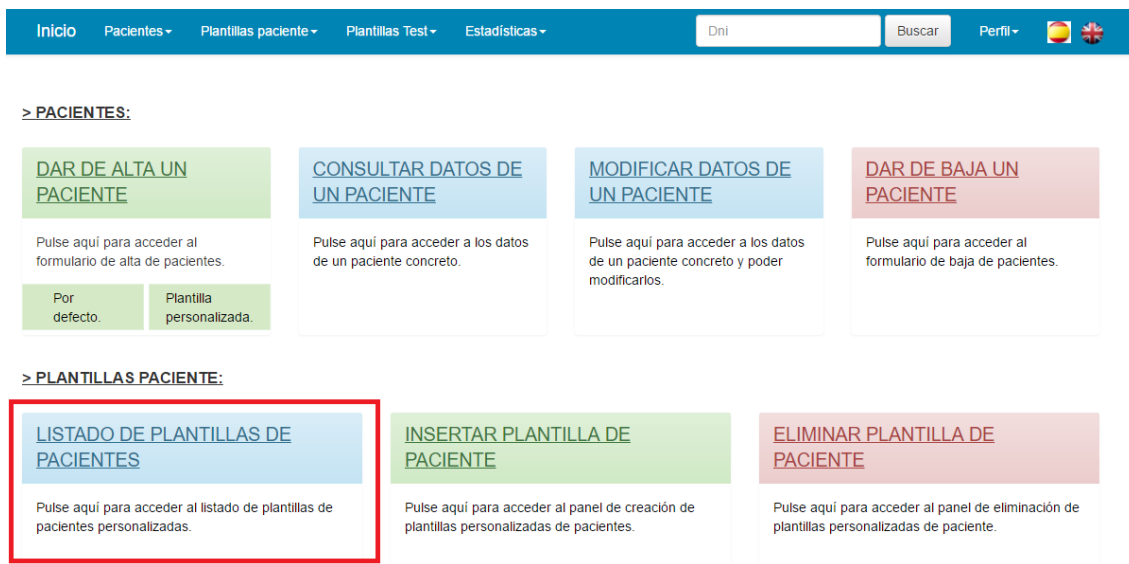 Inicio Pacientes Plantillas paciente Plantillas Test Estadísticas Dni Buscar Perfil
> PACIENTES:
DAR DE ALTA UN
PACIENTE
Pulse aquí para acceder al
formulario de alta de pacientes.
Por
defecto.
Plantilla
personalizada.
CONSULTAR DATOS DE
UN PACIENTE
Pulse aquí para acceder a los datos
de un paciente concreto.
MODIFICAR DATOS DE
UN PACIENTE
Pulse aquí para acceder a los datos
de un paciente concreto y poder
modificarlos.
DAR DE BAJA UN
PACIENTE
Pulse aquí para acceder al
formulario de baja de pacientes.
> PLANTILLAS PACIENTE:
LISTADO DE PLANTILLAS DE
PACIENTES
Pulse aquí para acceder al listado de plantillas de
pacientes personalizadas.
INSERTAR PLANTILLA DE
PACIENTE
Pulse aquí para acceder al panel de creación de
plantillas personalizadas de pacientes.
ELIMINAR PLANTILLA DE
PACIENTE
Pulse aquí para acceder al panel de eliminación de
plantillas personalizadas de paciente.